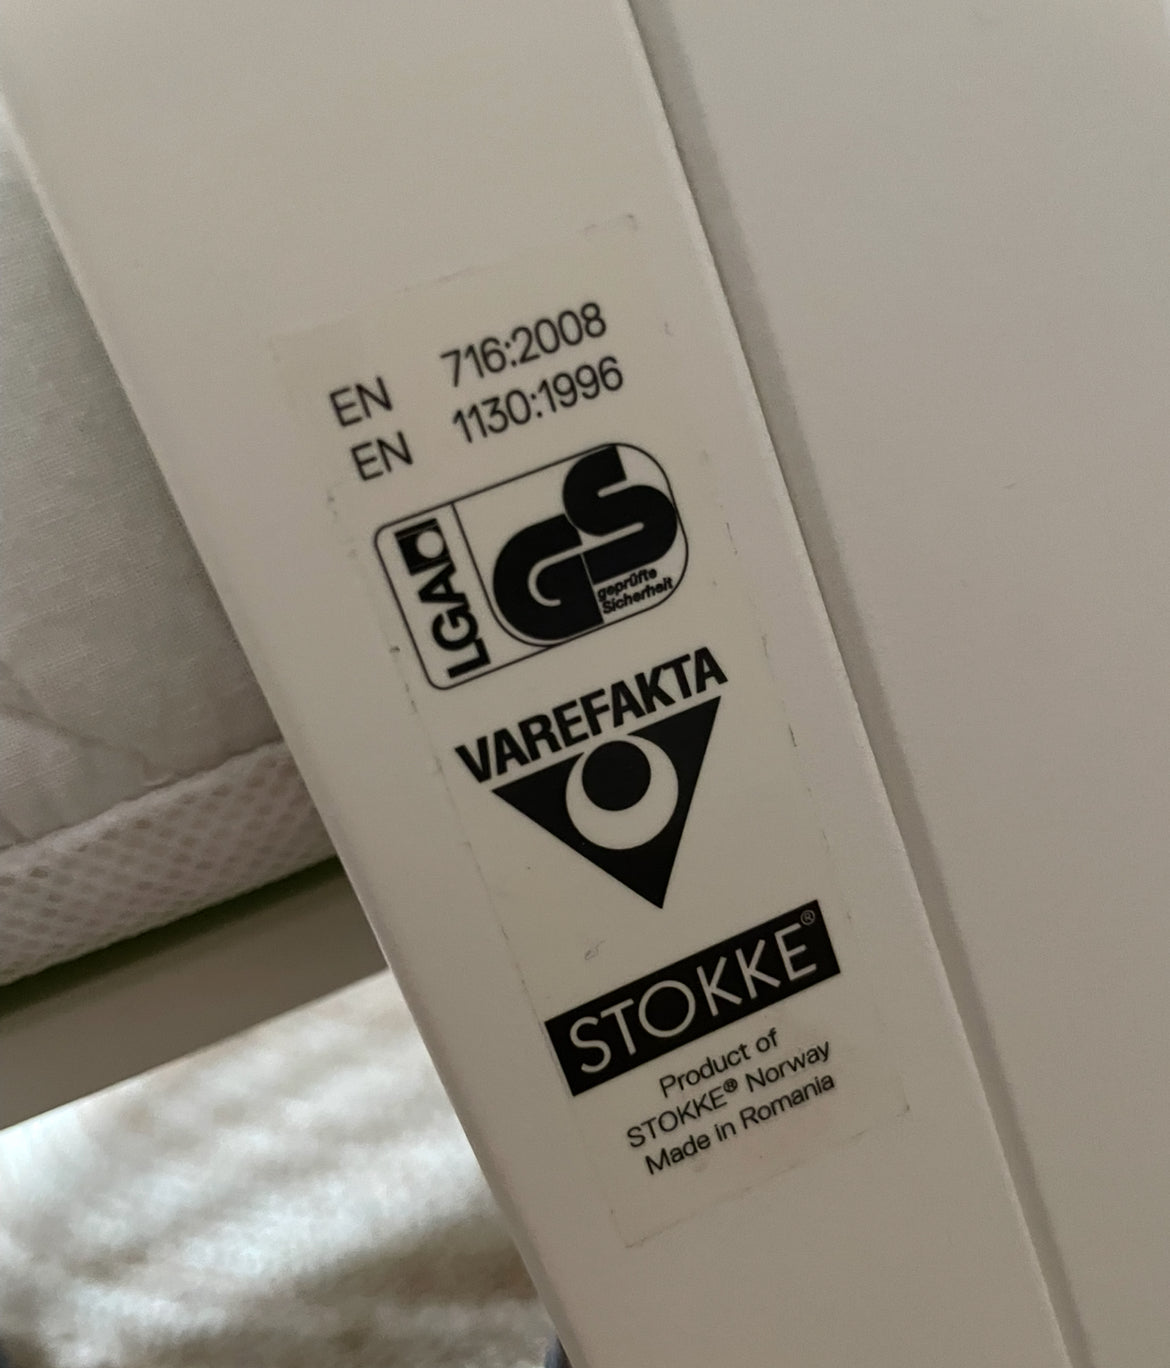 EN 716:2008
EN 1130:1996
LGA
GS
geprüfte
Sicherheit
VAREFAKTA
STOKKE®
Product of
STOKKE® Norway
Made in Romania